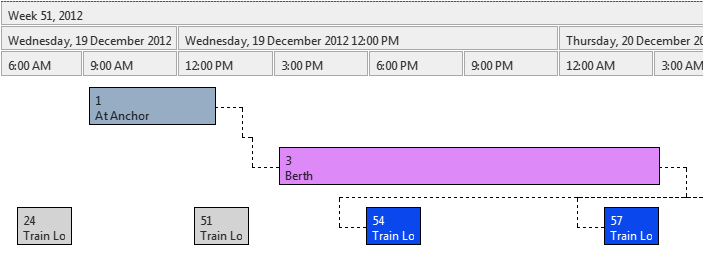 Week 51, 2012
Wednesday, 19 December 2012
Wednesday, 19 December 2012 12:00 PM
Thursday, 20 December 20
6:00 AM
9:00 AM
12:00 PM
3:00 PM
6:00 PM
9:00 PM
12:00 AM
3:00 AM
1
At Anchor
3
Berth
24
Train Lo
51
Train Lo
54
Train Lo
57
Train Lo